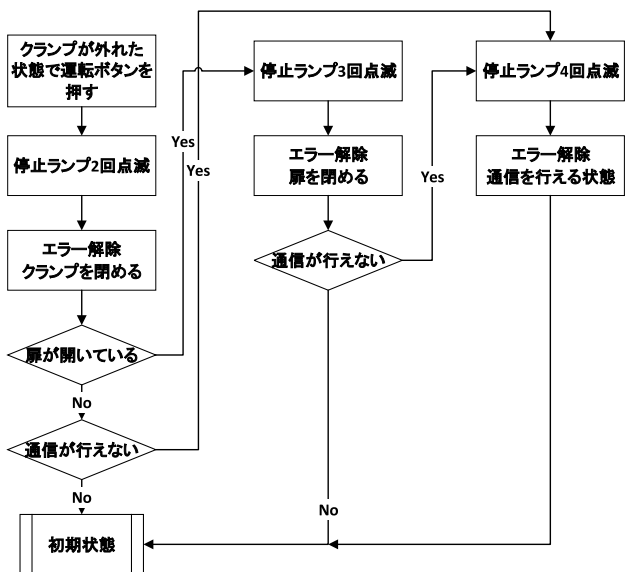 クランプが外れた
状態で運転ボタンを
押す
停止ランプ2回点滅
エラー解除
クランプを閉める
扉が開いている
Yes
No
通信が行えない
Yes
No
初期状態
停止ランプ3回点滅
エラー解除
扉を閉める
通信が行えない
Yes
No
停止ランプ4回点滅
エラー解除
通信を行える状態